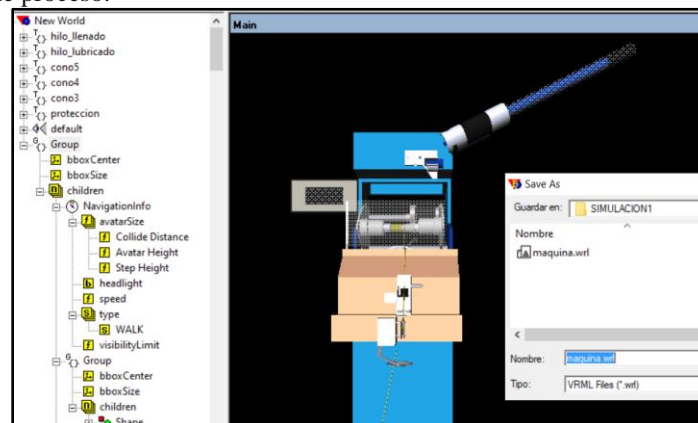 e proceso.
New World
hilo_llenado
hilo_lubricado
cono5
cono4
cono3
proteccion
default
Group
bboxCenter
bboxSize
children
NavigationInfo
avatarSize
Collide Distance
Avatar Height
Step Height
headlight
speed
type
WALK
visibilityLimit
Group
bboxCenter
bboxSize
children
Shape
Main
Save As
Guardar en: SIMULACION1
Nombre
maquina.wrl
Nombre: maquina.wrl
Tipo: VRML Files (*.wrl)